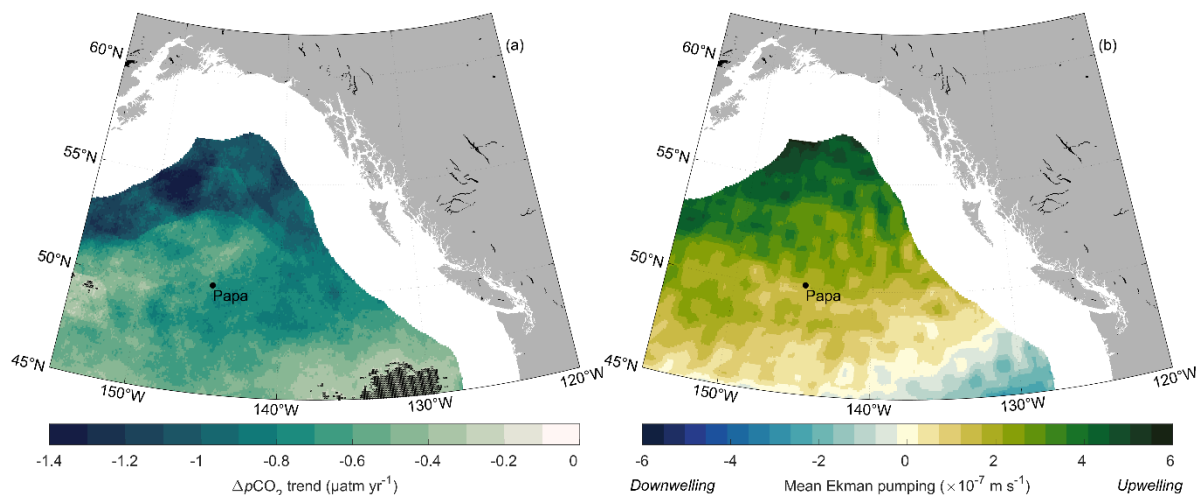 (a)
60°N
55°N
50°N
45°N
150°W
140°W
130°W
120°W
Papa
-1.4 -1.2 -1 -0.8 -0.6 -0.4 -0.2 0
ΔpCO₂ trend (µatm yr⁻¹)
(b)
60°N
55°N
50°N
45°N
150°W
140°W
130°W
120°W
Papa
-6 -4 -2 0 2 4 6
Downwelling Mean Ekman pumping (×10⁻⁷ m s⁻¹) Upwelling